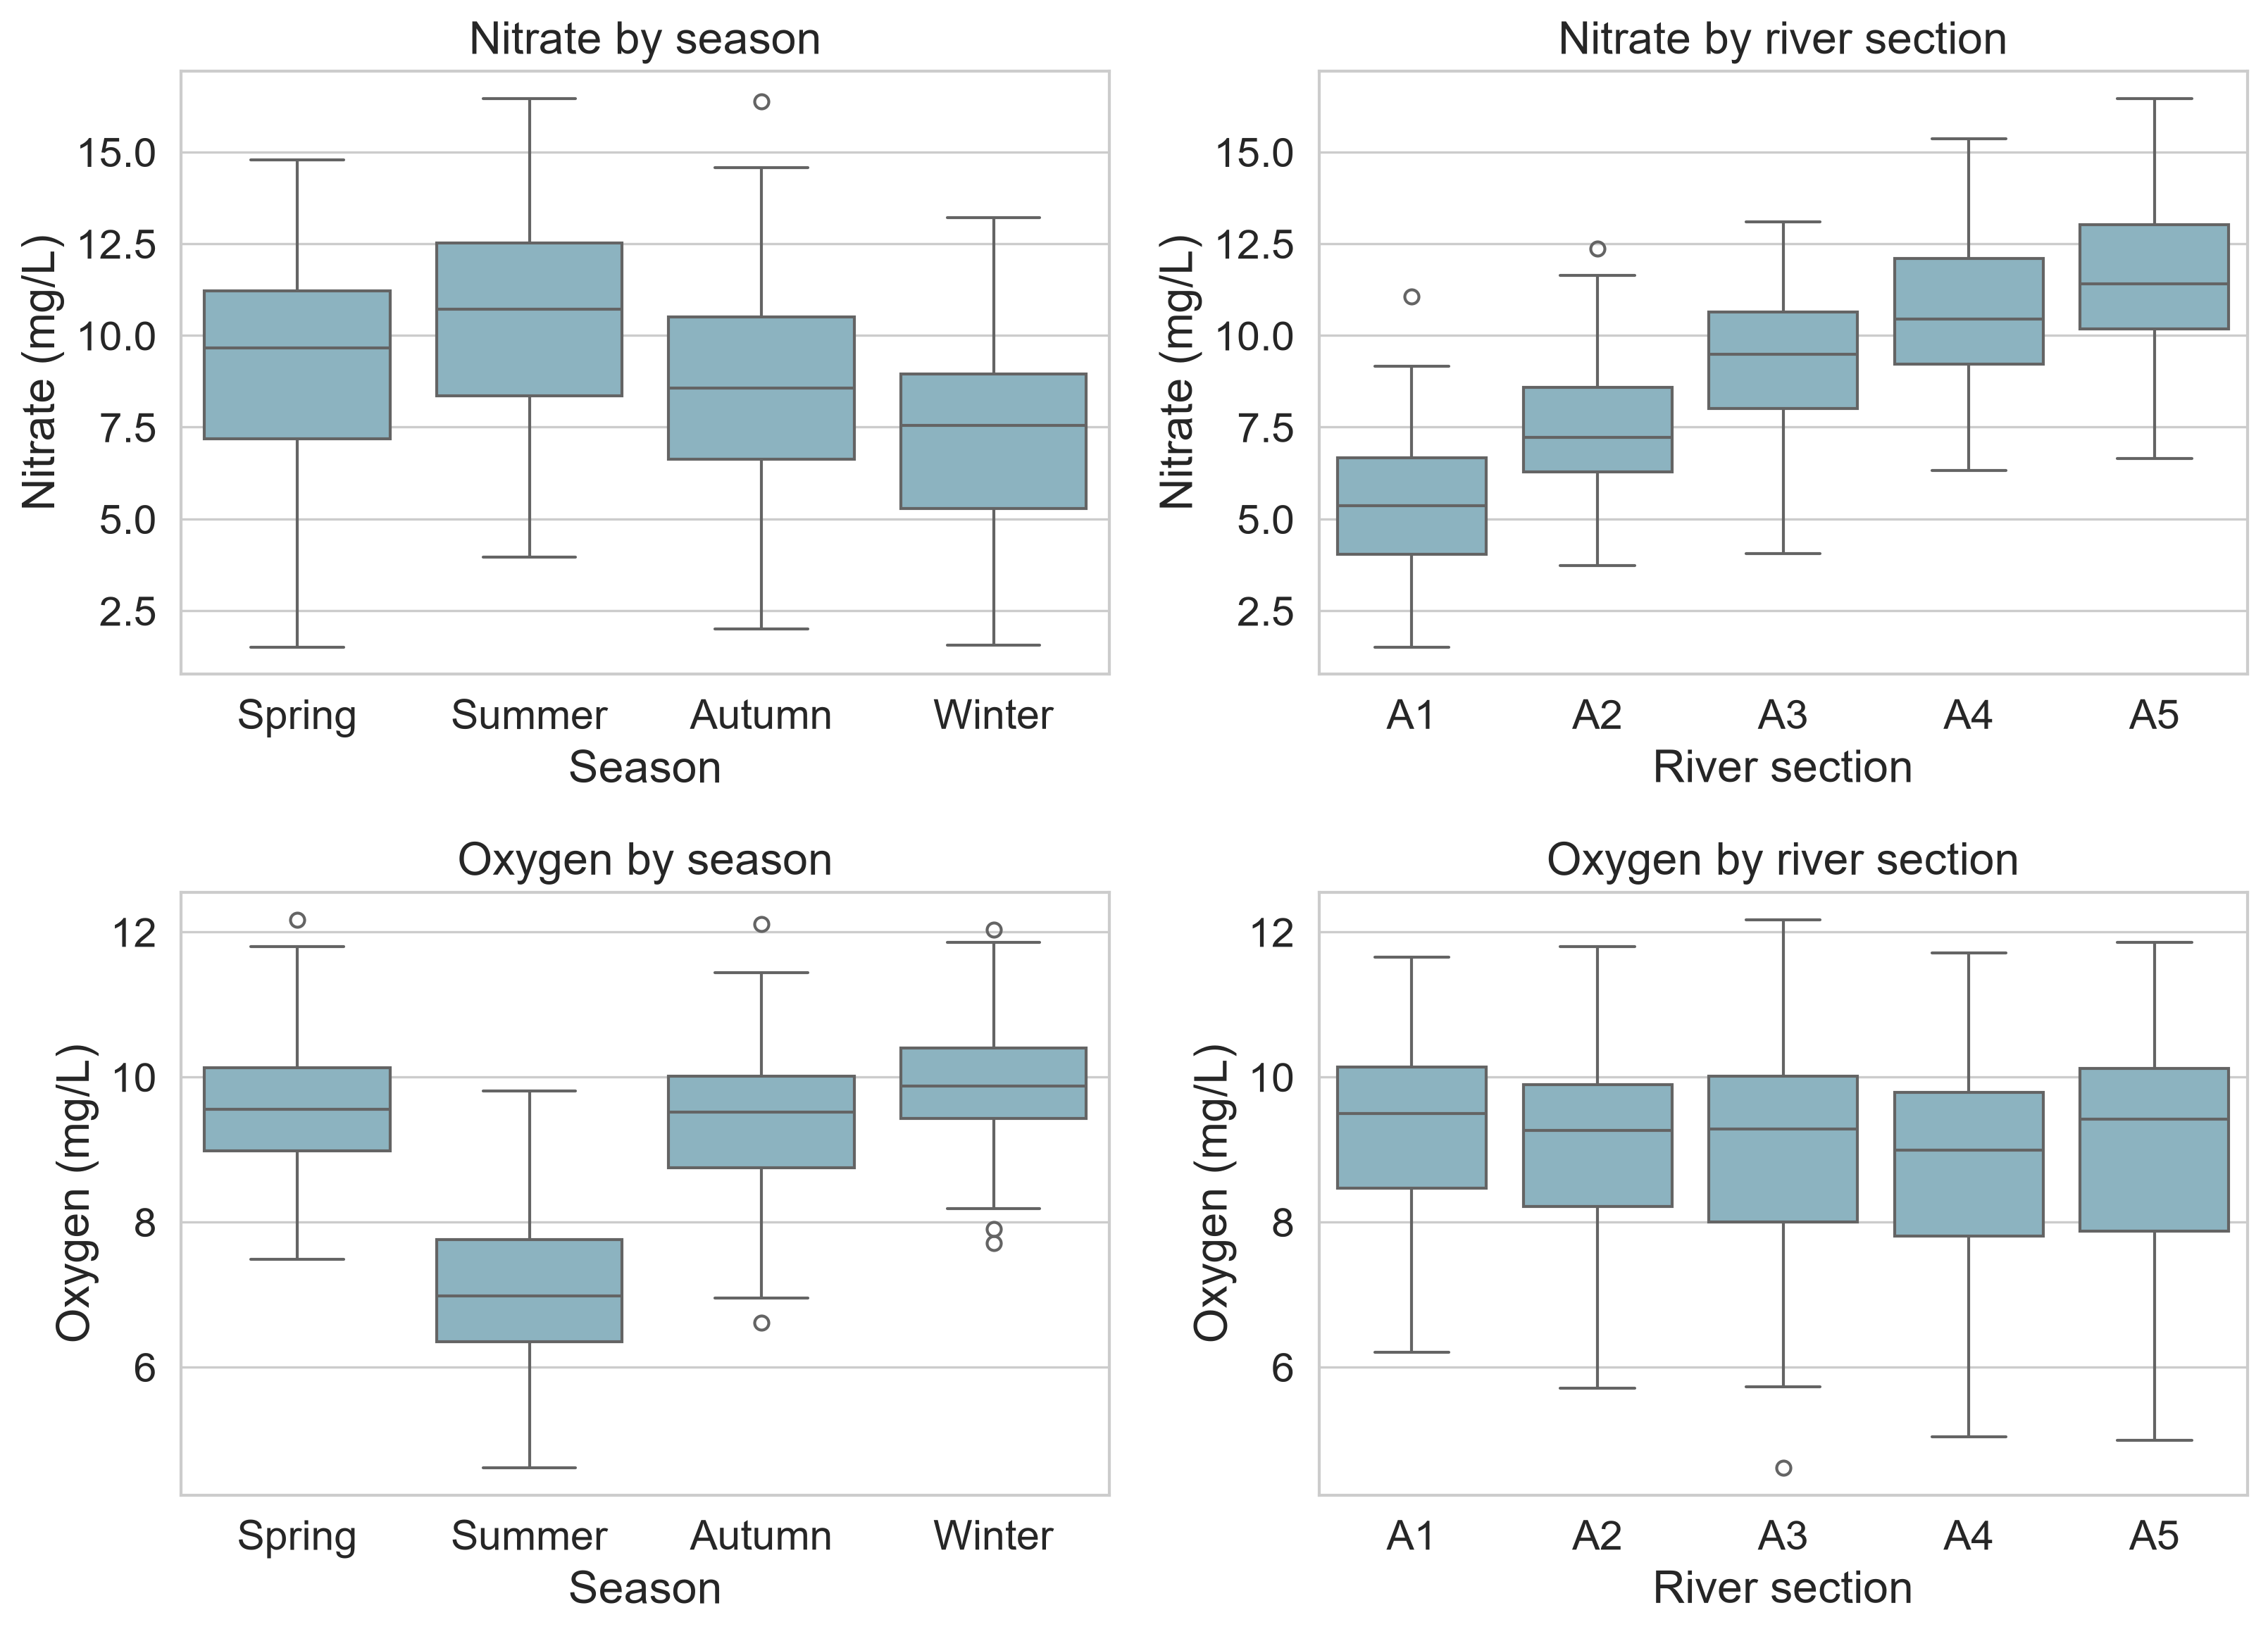 Nitrate by season
Nitrate (mg/L)
15.0
12.5
10.0
7.5
5.0
2.5
Spring Summer Autumn Winter
Season
Nitrate by river section
Nitrate (mg/L)
15.0
12.5
10.0
7.5
5.0
2.5
A1 A2 A3 A4 A5
River section
Oxygen by season
Oxygen (mg/L)
12
10
8
6
Spring Summer Autumn Winter
Season
Oxygen by river section
Oxygen (mg/L)
12
10
8
6
A1 A2 A3 A4 A5
River section